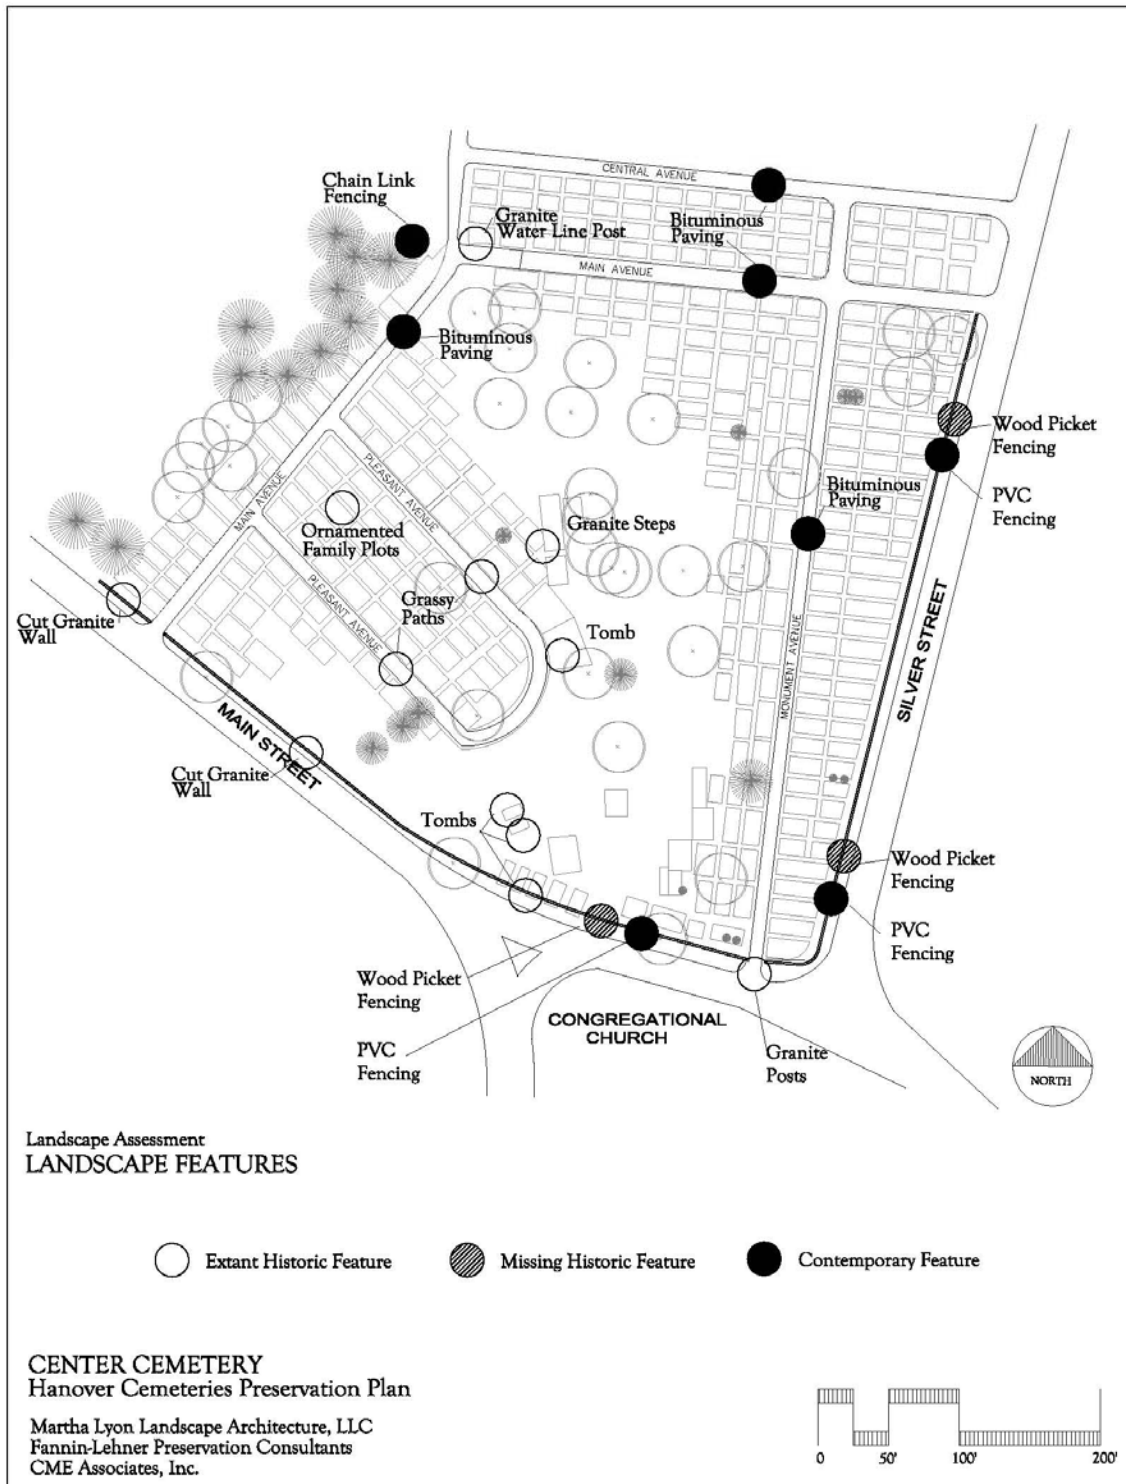 CENTRAL AVENUE
Chain Link
Fencing
Granite
Water Line Post
Bituminous
Paving
MAIN AVENUE
Bituminous
Paving
Wood Picket
Fencing
PLEASANT AVENUE
MAIN AVENUE
Bituminous
Paving
PVC
Fencing
Ornamented
Family Plots
Granite Steps
PLEASANT AVENUE
Grassy
Paths
Cut Granite
Wall
Tomb
MONUMENT AVENUE
SILVER STREET
MAIN STREET
Cut Granite
Wall
Tombs
Wood Picket
Fencing
PVC
Fencing
Wood Picket
Fencing
CONGREGATIONAL
CHURCH
PVC
Fencing
Granite
Posts
NORTH
Landscape Assessment
LANDSCAPE FEATURES
Extant Historic Feature
Missing Historic Feature
Contemporary Feature
CENTER CEMETERY
Hanover Cemeteries Preservation Plan
Martha Lyon Landscape Architecture, LLC
Fannin-Lehner Preservation Consultants
CME Associates, Inc.
0 50' 100' 200'